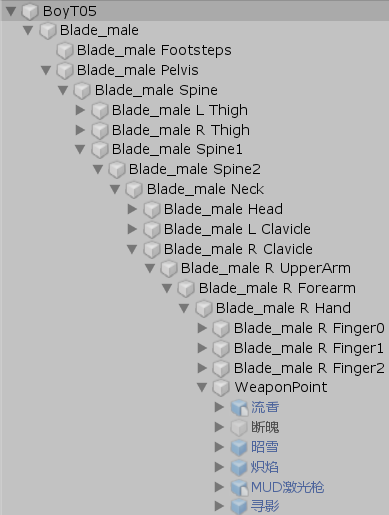 BoyT05
Blade_male
Blade_male Footsteps
Blade_male Pelvis
Blade_male Spine
Blade_male L Thigh
Blade_male R Thigh
Blade_male Spine1
Blade_male Spine2
Blade_male Neck
Blade_male Head
Blade_male L Clavicle
Blade_male R Clavicle
Blade_male R UpperArm
Blade_male R Forearm
Blade_male R Hand
Blade_male R Finger0
Blade_male R Finger1
Blade_male R Finger2
WeaponPoint
流香
断魄
昭雪
炽焰
MUD激光枪
寻影